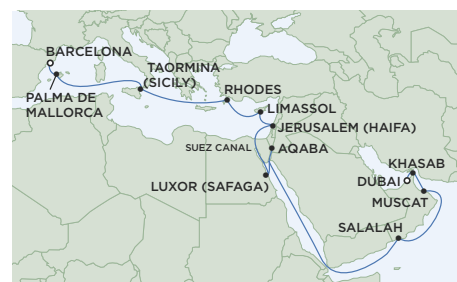 BARCELONA
TAORMINA
(SICILY)
PALMA DE
MALLORCA
RHODES
LIMASSOL
JERUSALEM (HAIFA)
SUEZ CANAL
AQABA
LUXOR (SAFAGA)
KHASAB
DUBAI
MUSCAT
SALALAH